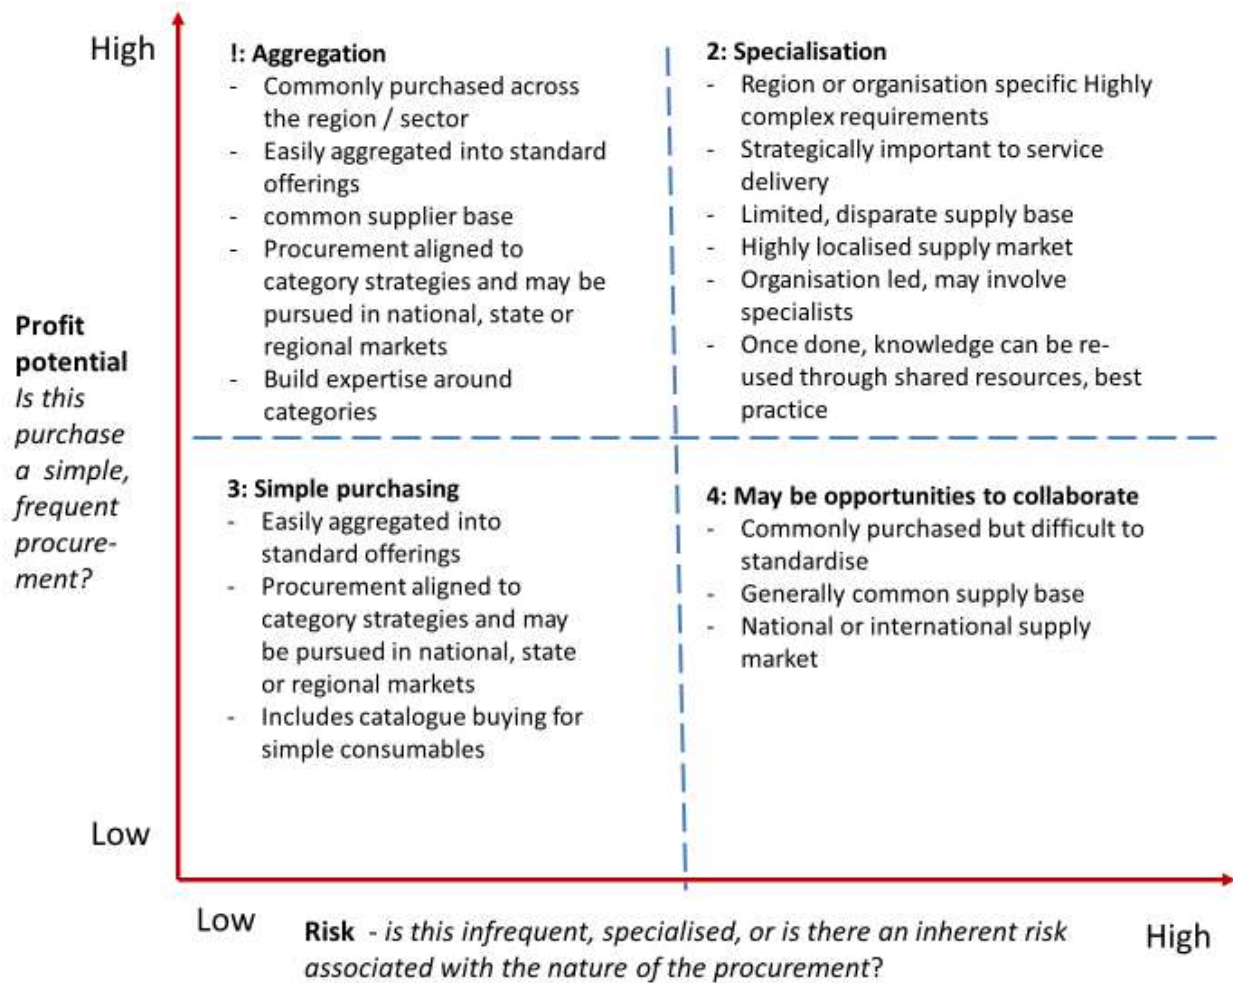 High
!: Aggregation
- Commonly purchased across
the region / sector
- Easily aggregated into standard
offerings
- common supplier base
- Procurement aligned to
category strategies and may be
pursued in national, state or
regional markets
- Build expertise around
categories
2: Specialisation
- Region or organisation specific Highly
complex requirements
- Strategically important to service
delivery
- Limited, disparate supply base
- Highly localised supply market
- Organisation led, may involve
specialists
- Once done, knowledge can be re-
used through shared resources, best
practice
Profit
potential
Is this
purchase
a simple,
frequent
procure-
ment?
3: Simple purchasing
- Easily aggregated into
standard offerings
- Procurement aligned to
category strategies and may
be pursued in national, state
or regional markets
- Includes catalogue buying for
simple consumables
4: May be opportunities to collaborate
- Commonly purchased but difficult to
standardise
- Generally common supply base
- National or international supply
market
Low
Low
Risk - is this infrequent, specialised, or is there an inherent risk
associated with the nature of the procurement?
High